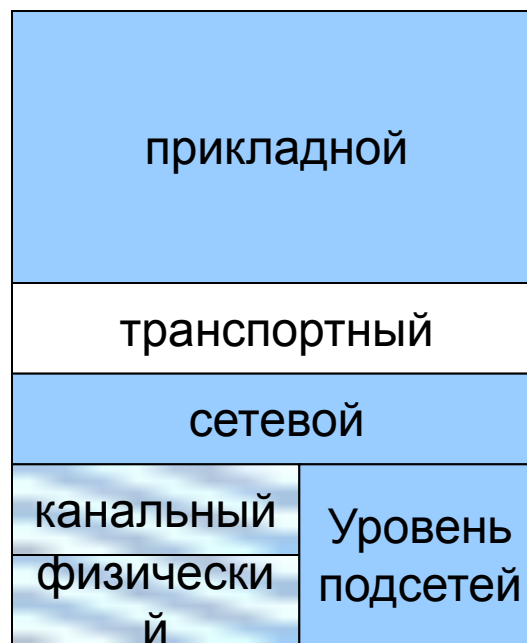 прикладной
транспортный
сетевой
канальный
физически
й
Уровень
подсетей